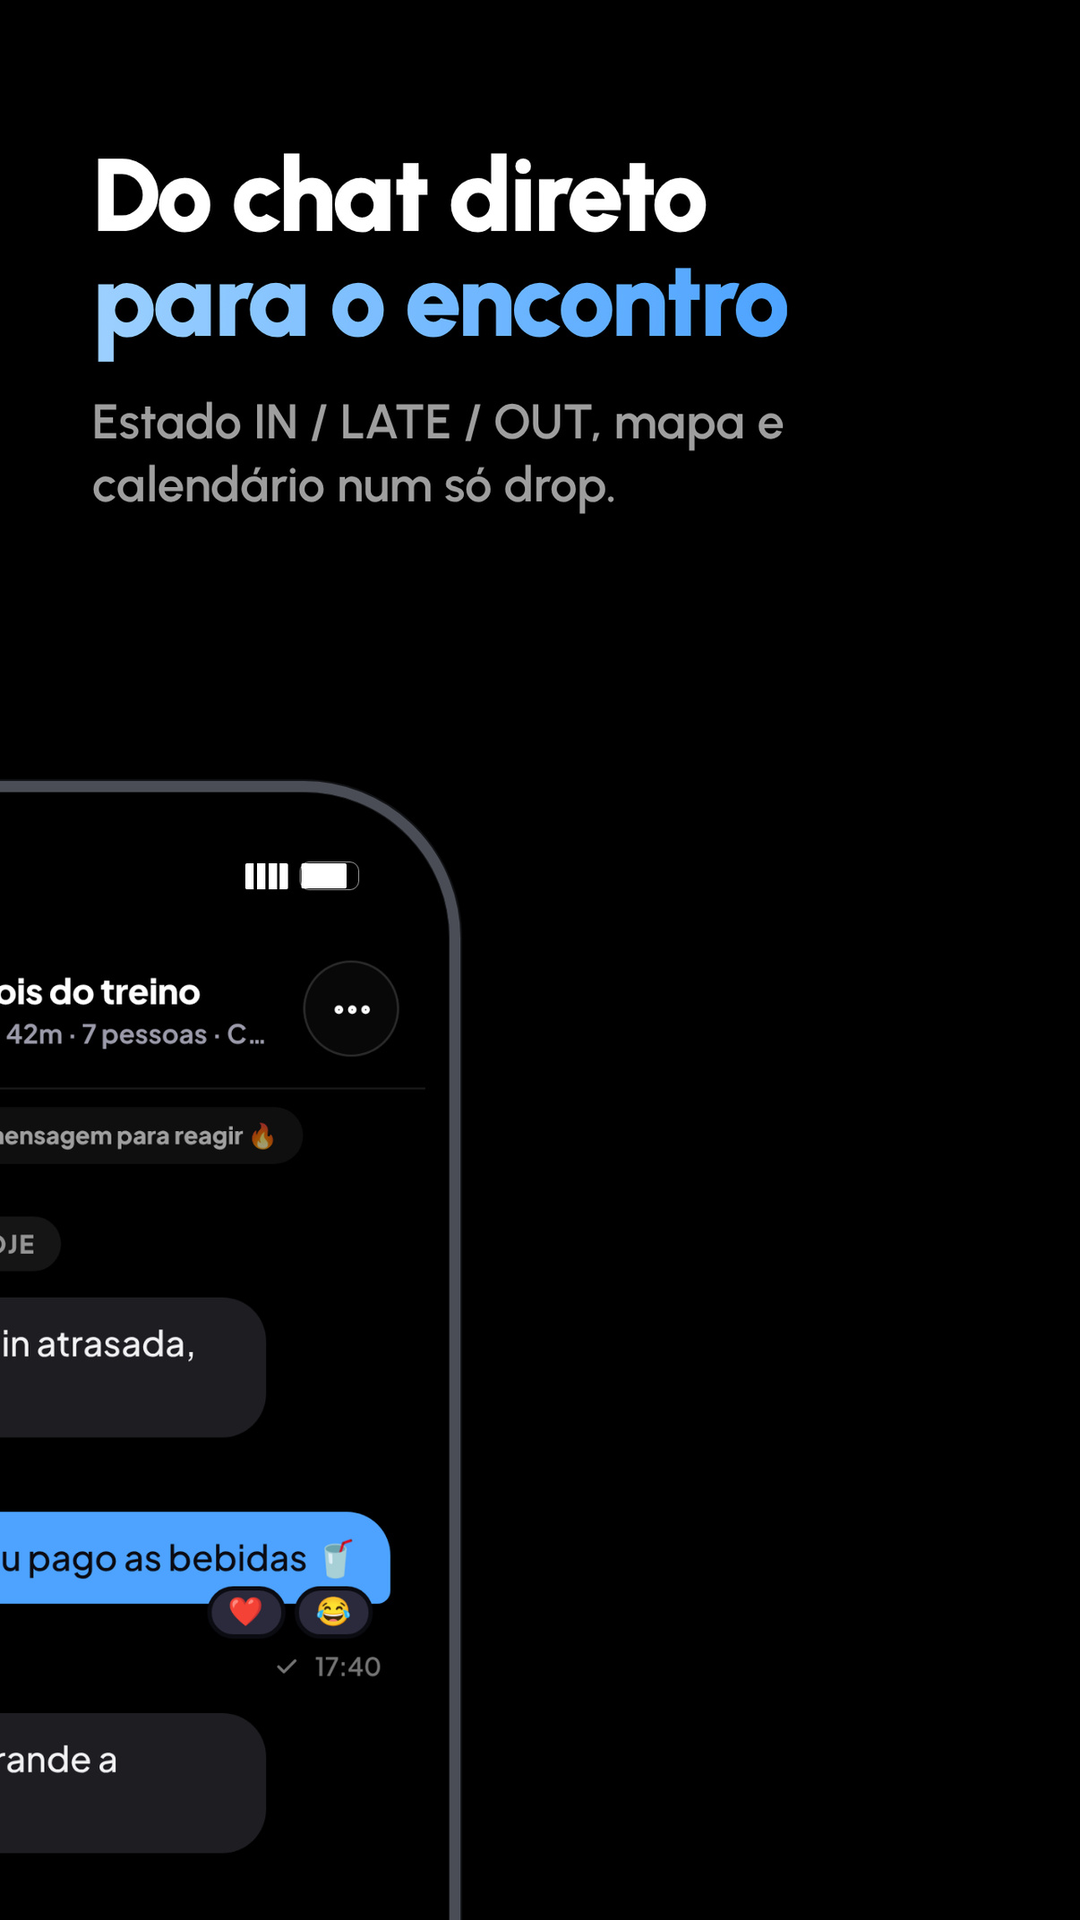 Do chat direto
para o encontro
Estado IN / LATE / OUT, mapa e
calendário num só drop.
ois do treino
42m · 7 pessoas · C...
ensagem para reagir 🔥
OJE
in atrasada,
u pago as bebidas 🥤
❤️ 😂
✓ 17:40
rande a